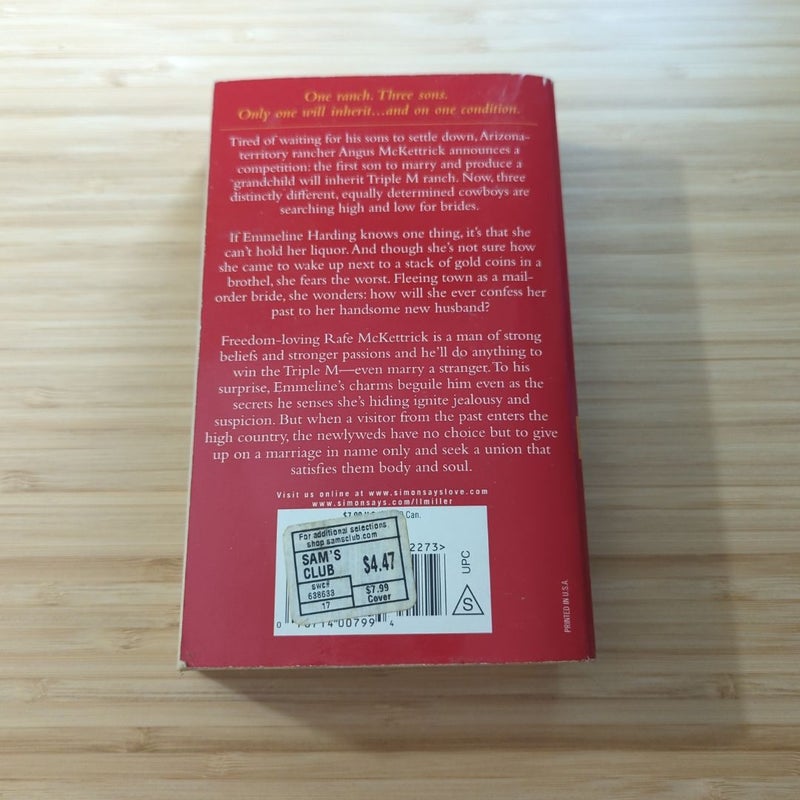 One ranch. Three sons.
Only one will inherit...and on one condition.
Tired of waiting for his sons to settle down, Arizona-
territory rancher Angus McKettrick announces a
competition: the first son to marry and produce a
grandchild will inherit Triple M ranch. Now, three
distinctly different, equally determined cowboys are
searching high and low for brides.
If Emmeline Harding knows one thing, it's that she
can't hold her liquor. And though she's not sure how
she came to wake up next to a stack of gold coins in a
brothel, she fears the worst. Fleeing town as a mail-
order bride, she wonders: how will she ever confess her
past to her handsome new husband?
Freedom-loving Rafe McKettrick is a man of strong
beliefs and stronger passions and he'll do anything to
win the Triple M—even marry a stranger. To his
surprise, Emmeline's charms beguile him even as the
secrets he senses she's hiding ignite jealousy and
suspicion. But when a visitor from the past enters the
high country, the newlyweds have no choice but to give
up on a marriage in name only and seek a union that
satisfies them body and soul.
Visit us online at www.simonsayslove.com
www.simonsays.com/llmiller
$7.99 U.S. Can.
For additional selections
shop samsclub.com
SAM'S
CLUB
$4.47
SWC#
638633
17
$7.99
Cover
2273>
UPC
S
0 71400799 4
PRINTED IN U.S.A.